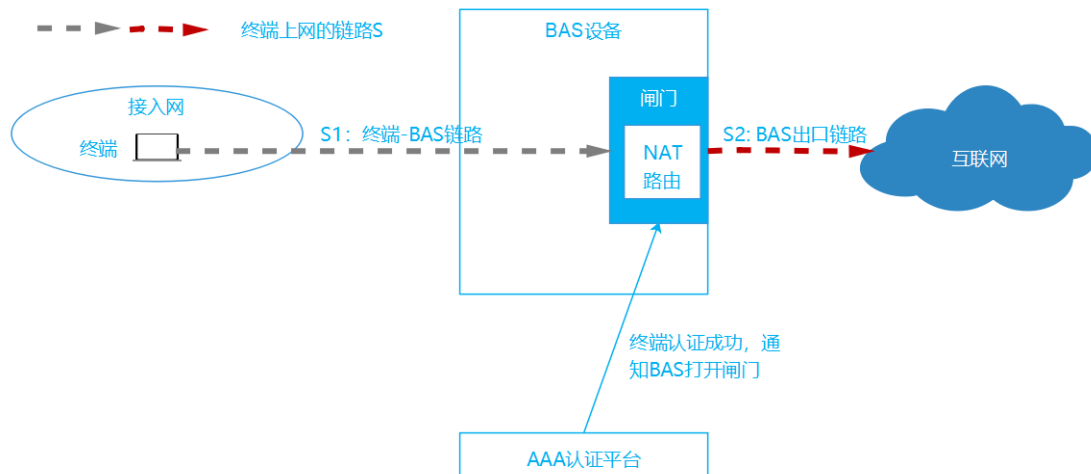 终端上网的链路S
BAS设备
接入网
终端
S1：终端-BAS链路
闸门
NAT
路由
S2: BAS出口链路
互联网
终端认证成功，通
知BAS打开闸门
AAA认证平台